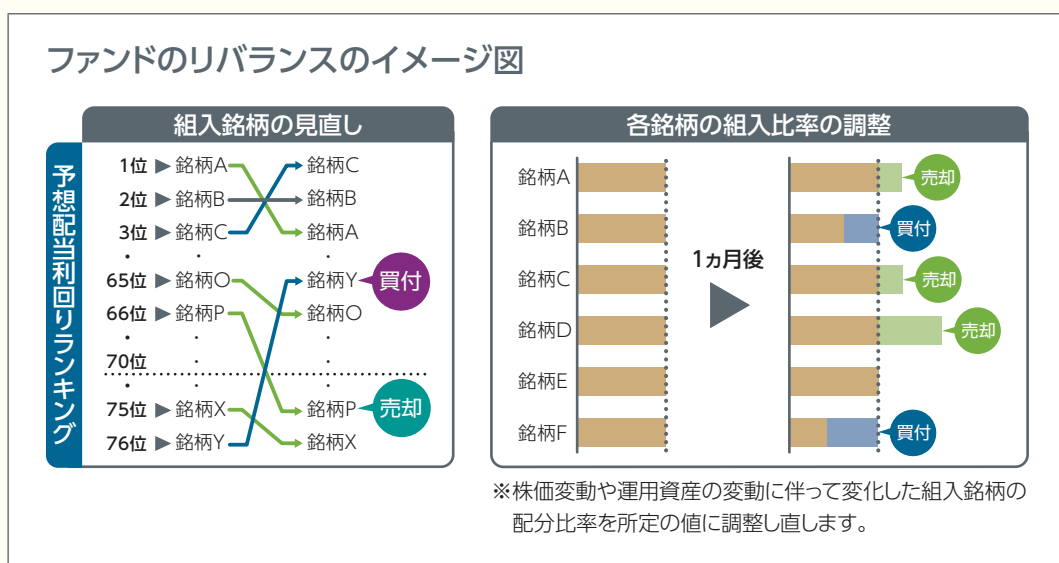 ファンドのリバランスのイメージ図
組入銘柄の見直し
予想配当利回りランキング
1位 ▶ 銘柄A 銘柄C
2位 ▶ 銘柄B 銘柄B
3位 ▶ 銘柄C 銘柄A
・ ・ ・
65位 ▶ 銘柄O 銘柄Y 買付
66位 ▶ 銘柄P 銘柄O
・ ・ ・
70位 ・ ・
・ ・ ・
75位 ▶ 銘柄X 銘柄P 売却
76位 ▶ 銘柄Y 銘柄X
各銘柄の組入比率の調整
銘柄A 売却
銘柄B 買付
1ヵ月後
銘柄C 売却
銘柄D 売却
銘柄E
銘柄F 買付
※株価変動や運用資産の変動に伴って変化した組入銘柄の
配分比率を所定の値に調整し直します。